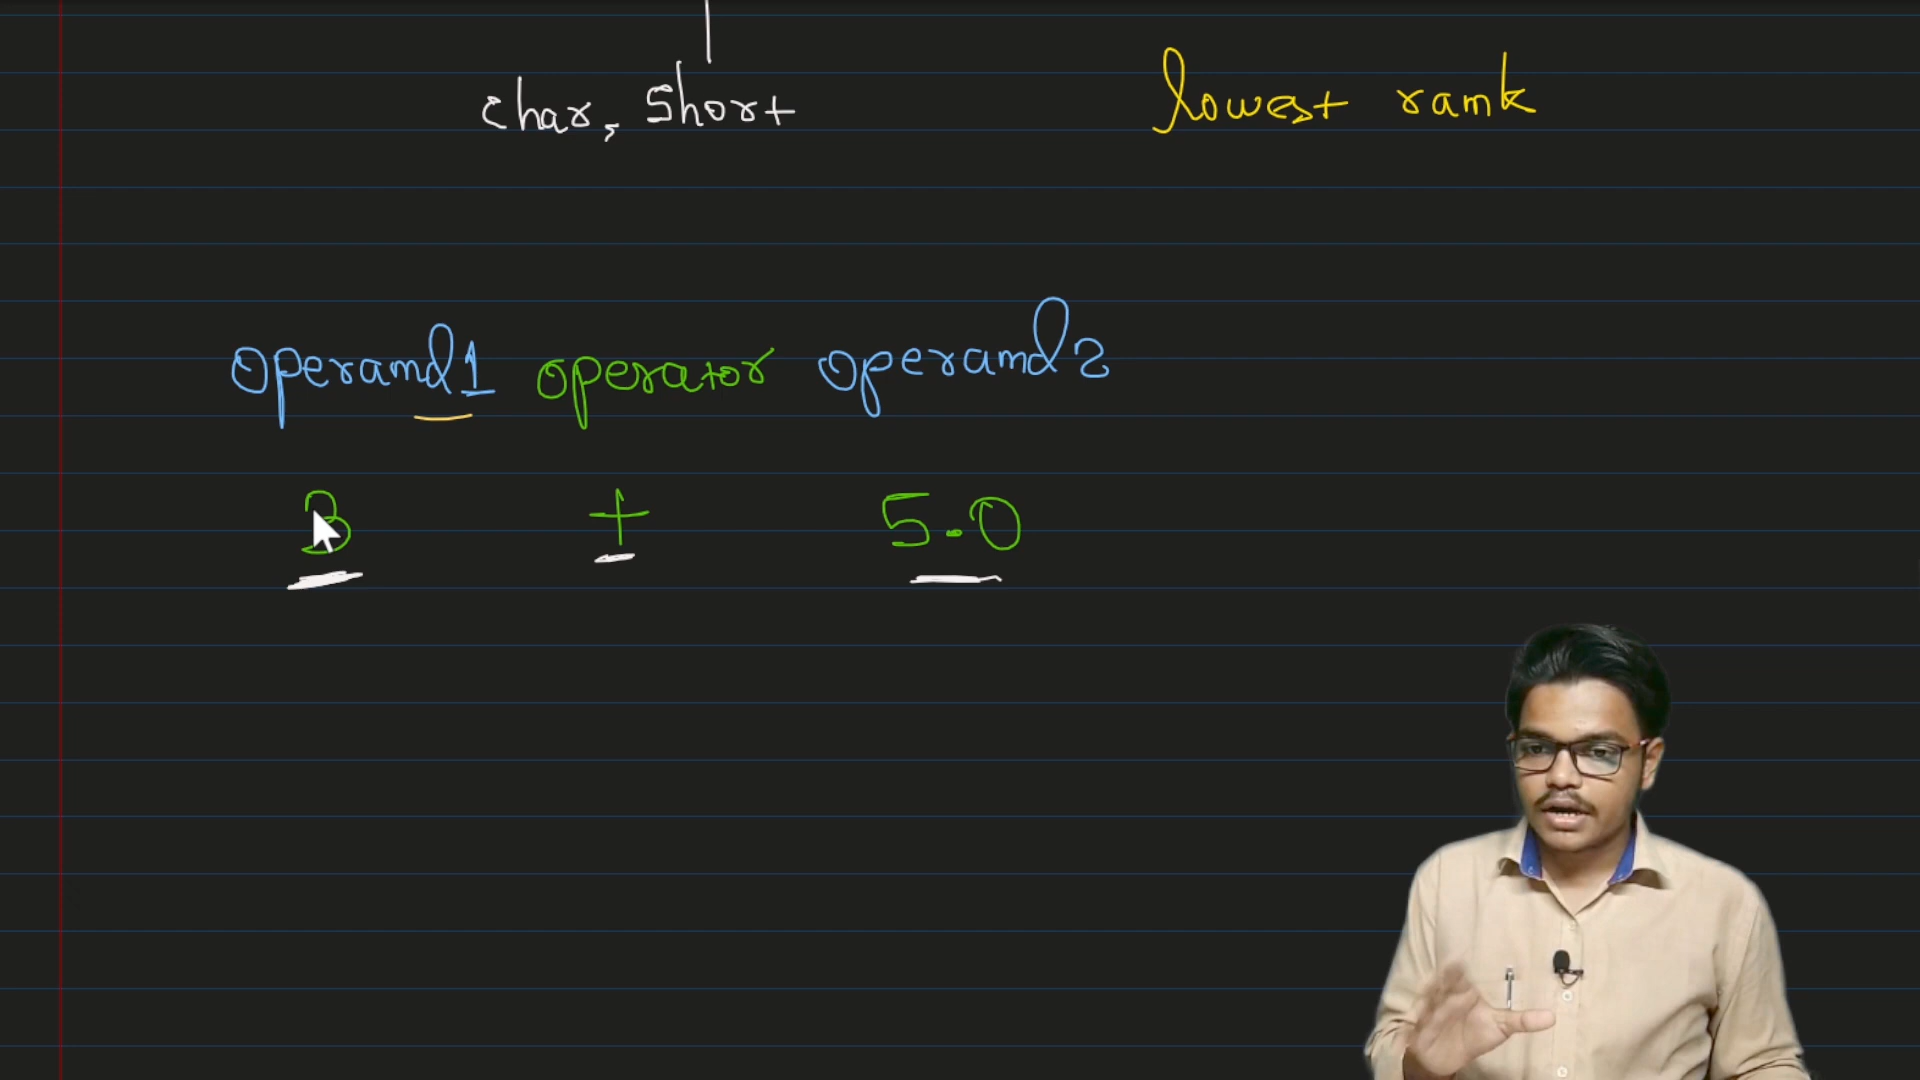 char, short lowest rank
operand1 operator operand2
3 + 5.0